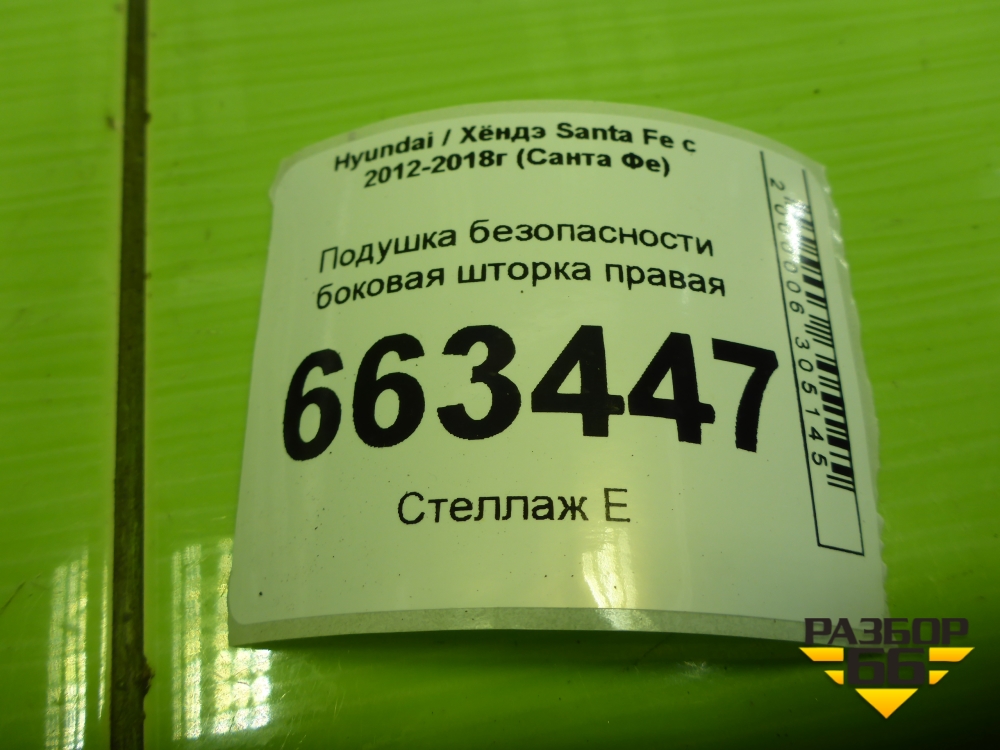 Hyundai / Хёндэ Santa Fe с
2012-2018г (Санта Фе)
Подушка безопасности
боковая шторка правая
663447
Стеллаж Е
2000006305145
РАЗБОР
66